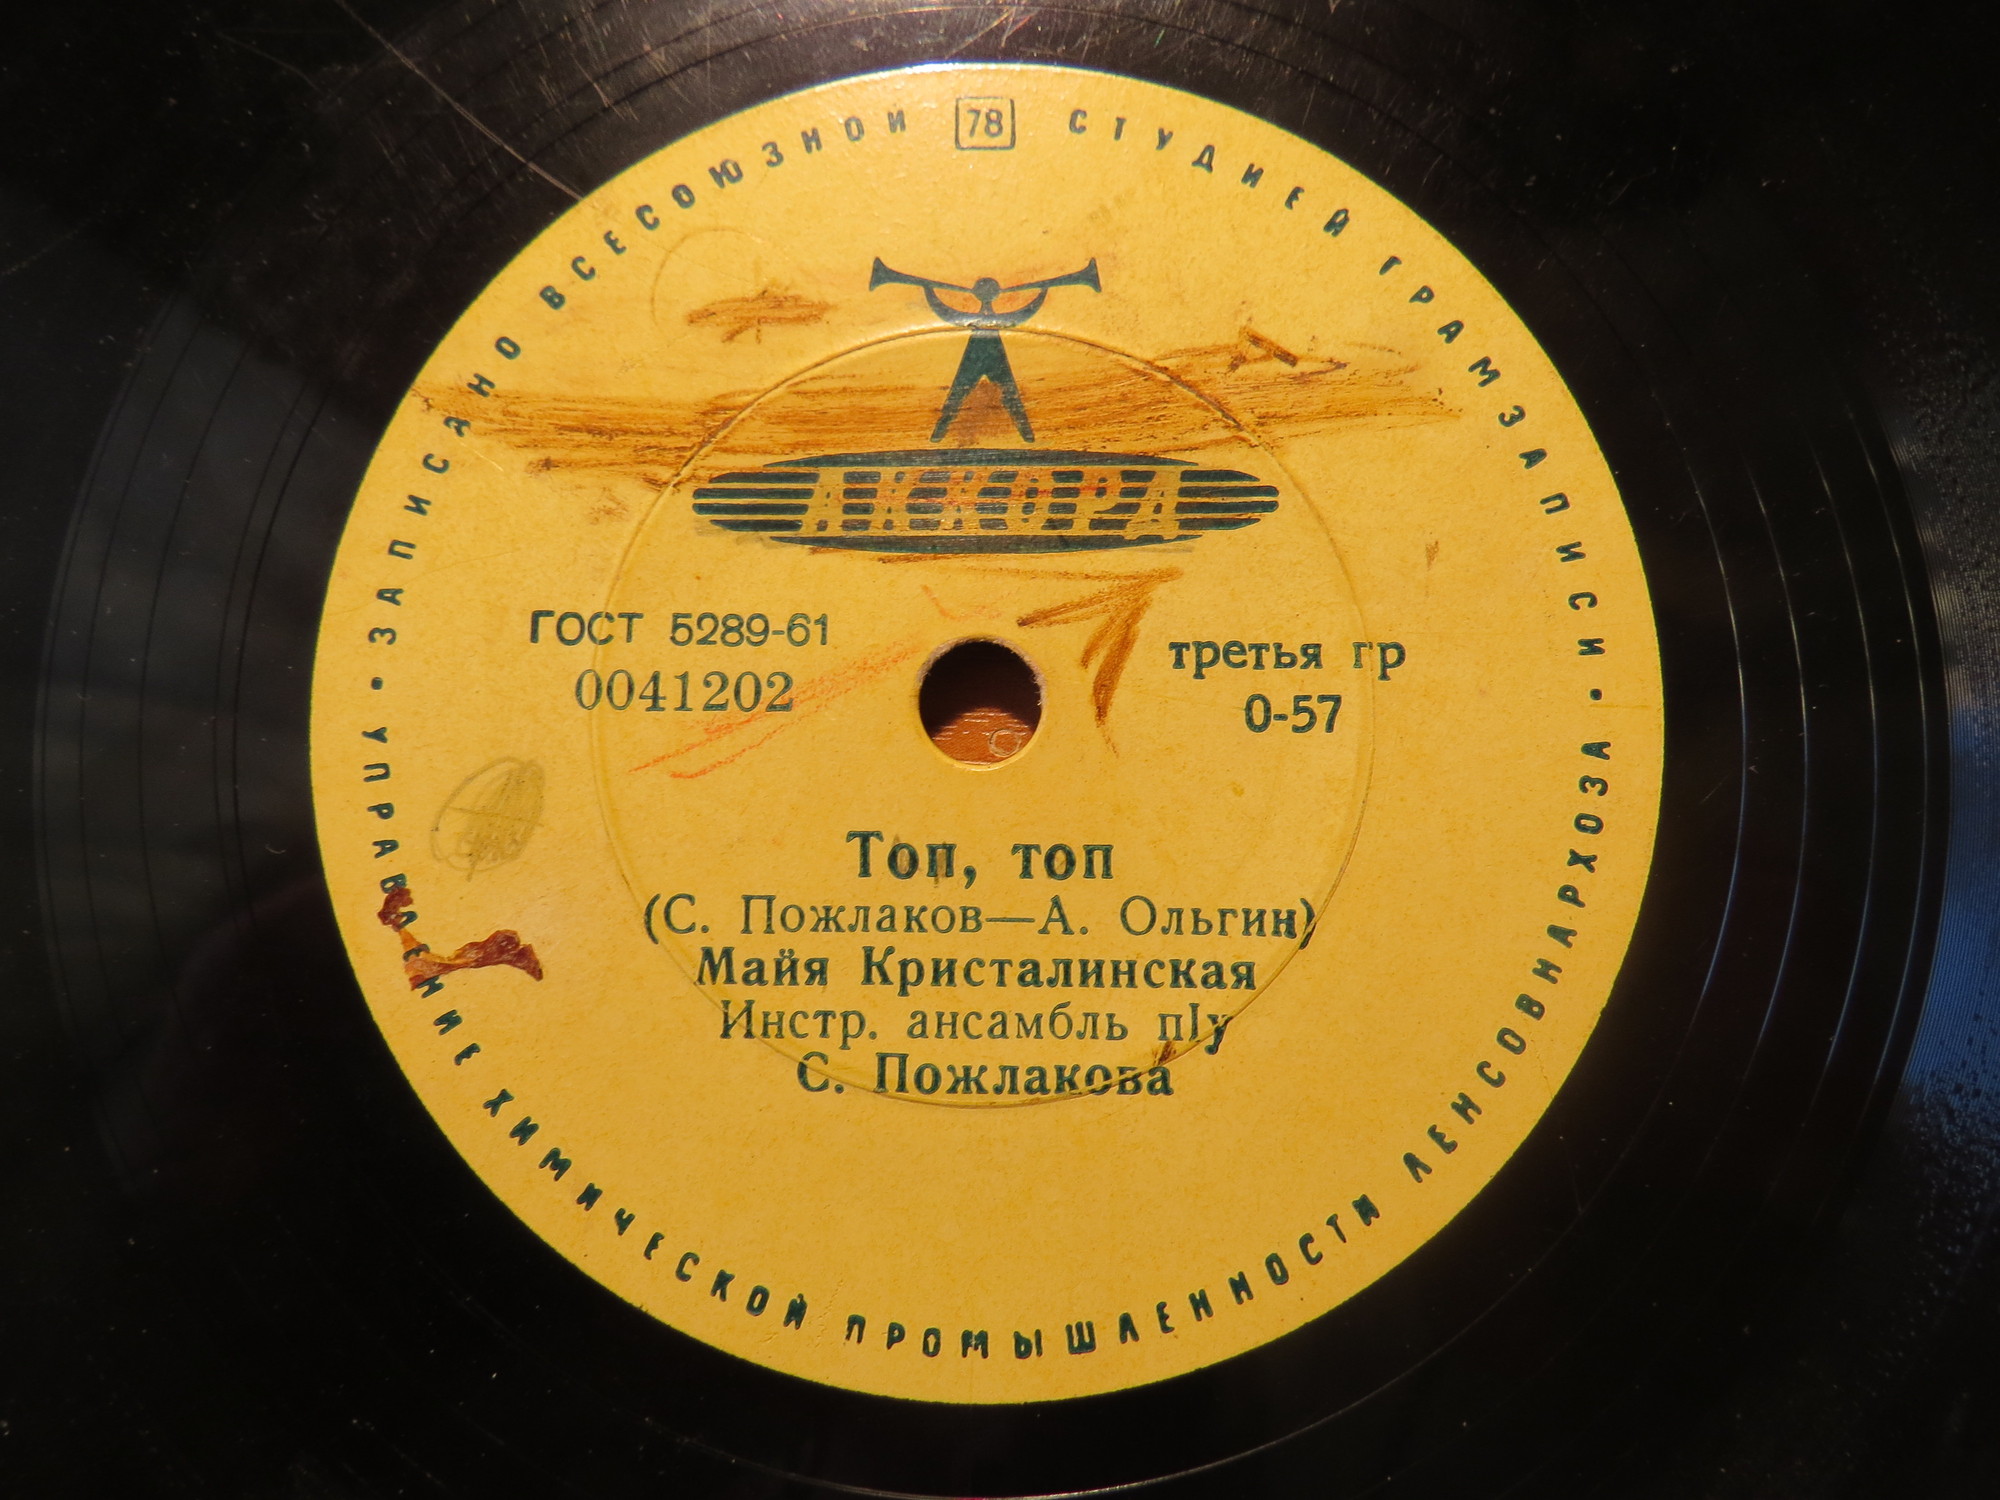 ЗАПИСАНО ВСЕСОЮЗНОЙ 78 СТУДИЕЙ ГРАМЗАПИСИ
АККОРД
ГОСТ 5289-61
0041202
третья гр
0-57
Топ, топ
(С. Пожлаков—А. Ольгин)
Майя Кристалинская
Инстр. ансамбль п/у
С. Пожлакова
УПРАВЛЕНИЕ ХИМИЧЕСКОЙ ПРОМЫШЛЕННОСТИ ЛЕНСОВНАРХОЗА